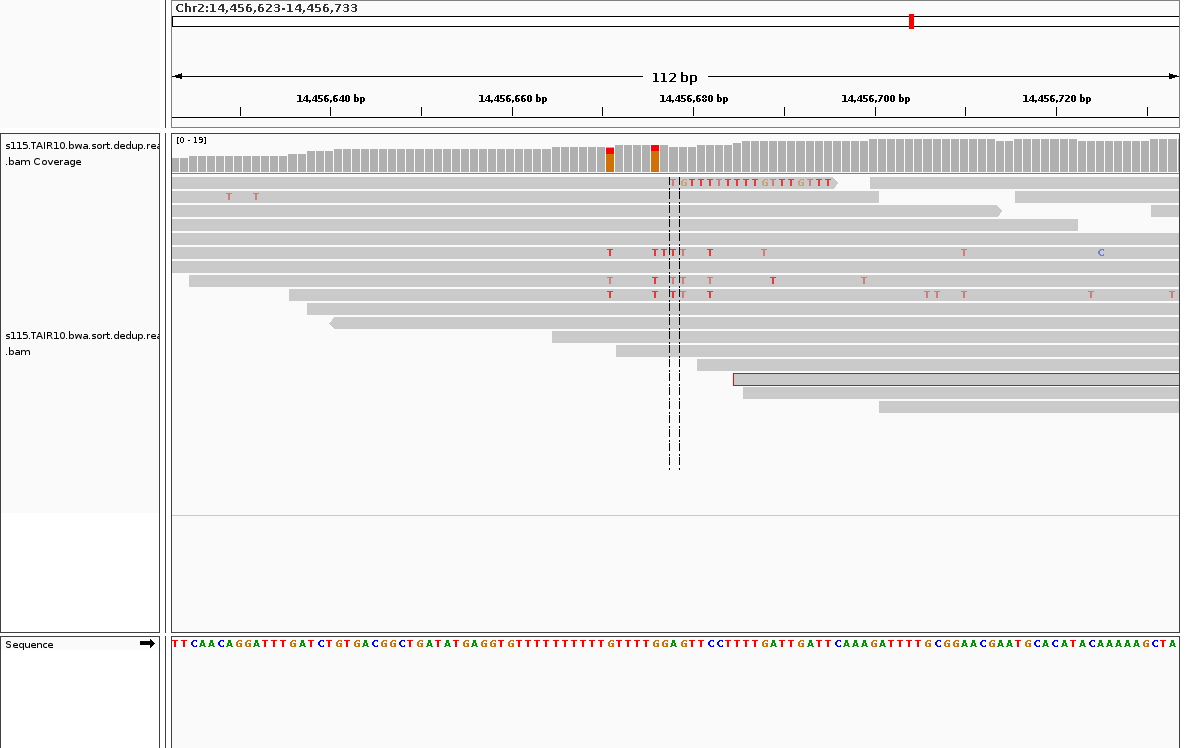 Chr2:14,456,623-14,456,733
112 bp
14,456,640 bp 14,456,660 bp 14,456,680 bp 14,456,700 bp 14,456,720 bp
s115.TAIR10.bwa.sort.dedup.rea
.bam Coverage
[0 - 19]
T G T T T T T T T T G T T T G T T T
T T
T T T T T T T T C
T T T T T T T
T T T T T T T T T T
s115.TAIR10.bwa.sort.dedup.rea
.bam
Sequence
T T C A A C A G G A T T T G A T C T G T G A C G G C T G A T A T G A G G T G T T T T T T T T T T G T T T T G G A G T T C C T T T T G A T T G A T T C A A A G A T T T T G C G G A A C G A A T G C A C A T A C A A A A A G C T A